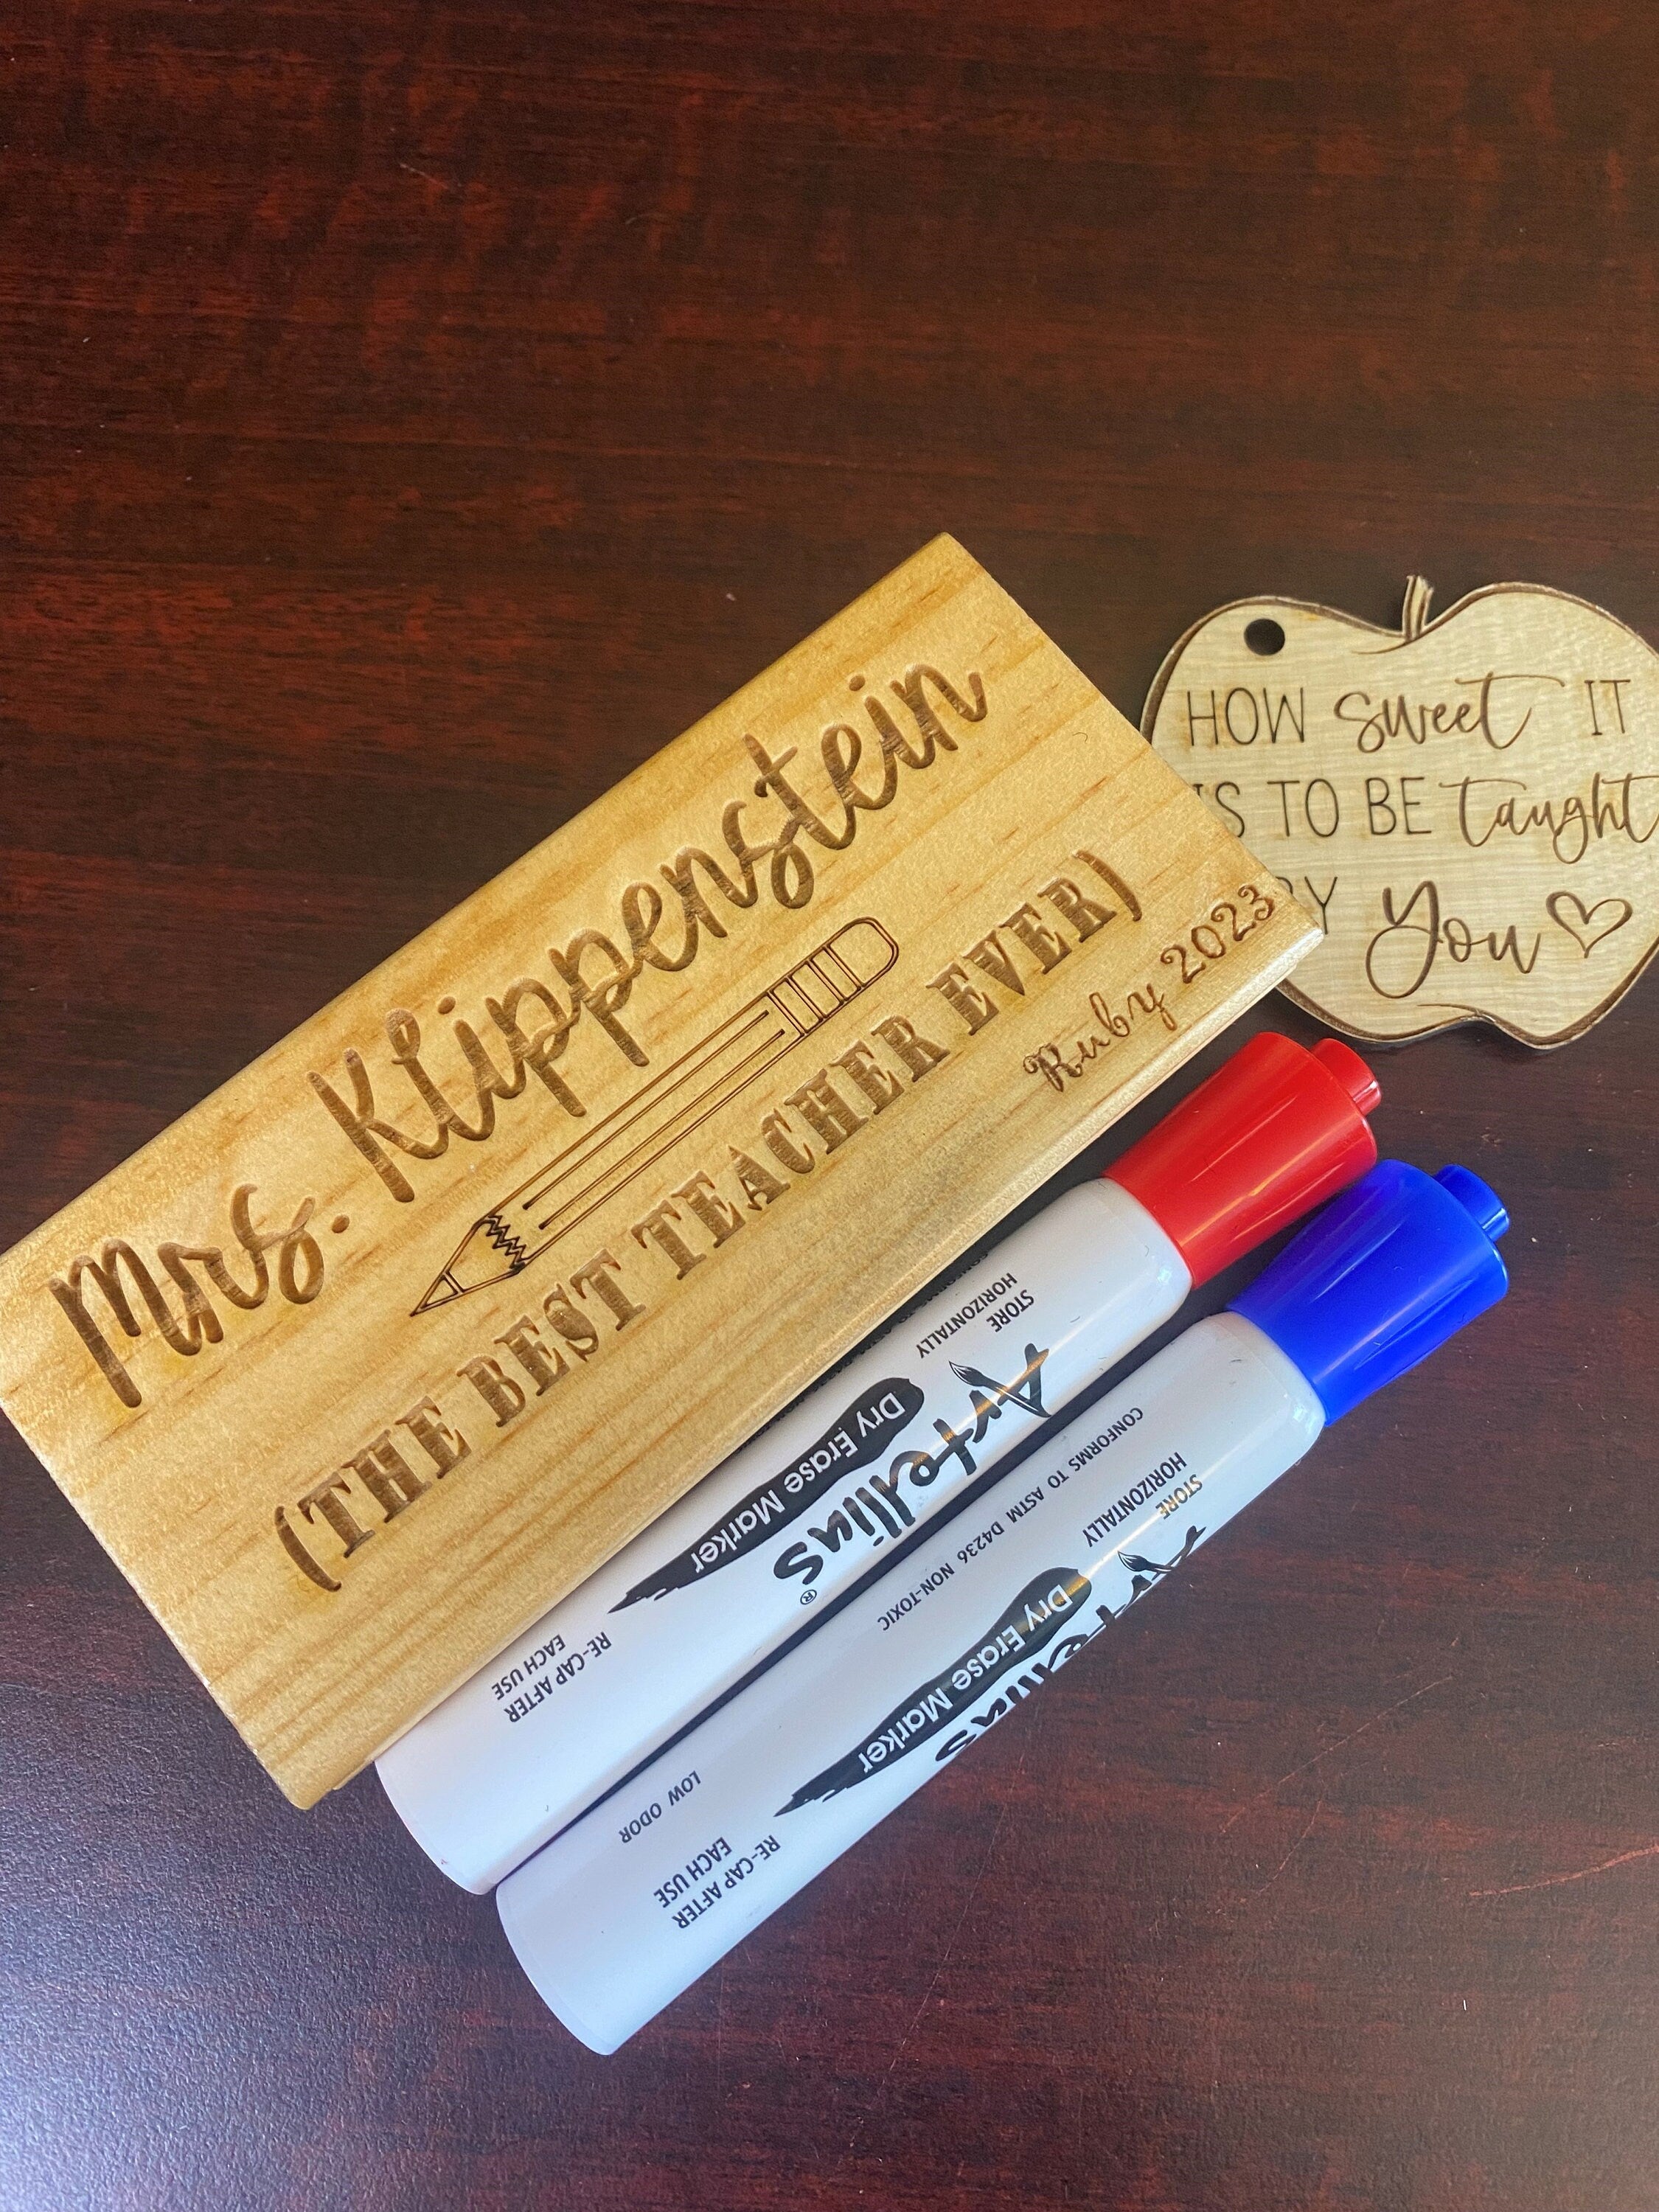 Mrs. Klippenstein
(THE BEST TEACHER EVER)
Ruby 2023
HOW sweet IT
IS TO BE taught
BY you
STORE
HORIZONTALLY
Artellius®
Dry Erase Marker
RE-CAP AFTER
EACH USE
CONFORMS TO ASTM D4236 NON-TOXIC
LOW ODOR
STORE
HORIZONTALLY
Artellius
Dry Erase Marker
RE-CAP AFTER
EACH USE